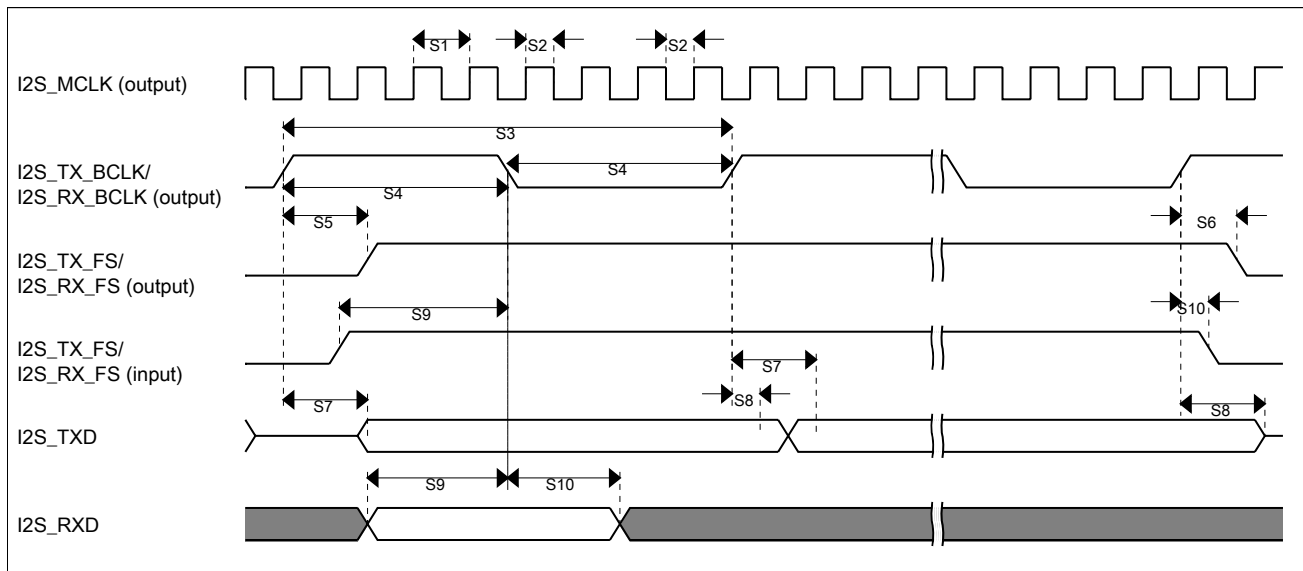 S1
S2
S2
I2S_MCLK (output)
S3
I2S_TX_BCLK/
I2S_RX_BCLK (output)
S4
S4
S5
S6
I2S_TX_FS/
I2S_RX_FS (output)
S9
S10
I2S_TX_FS/
I2S_RX_FS (input)
S7
S8
S7
S8
I2S_TXD
S9
S10
I2S_RXD